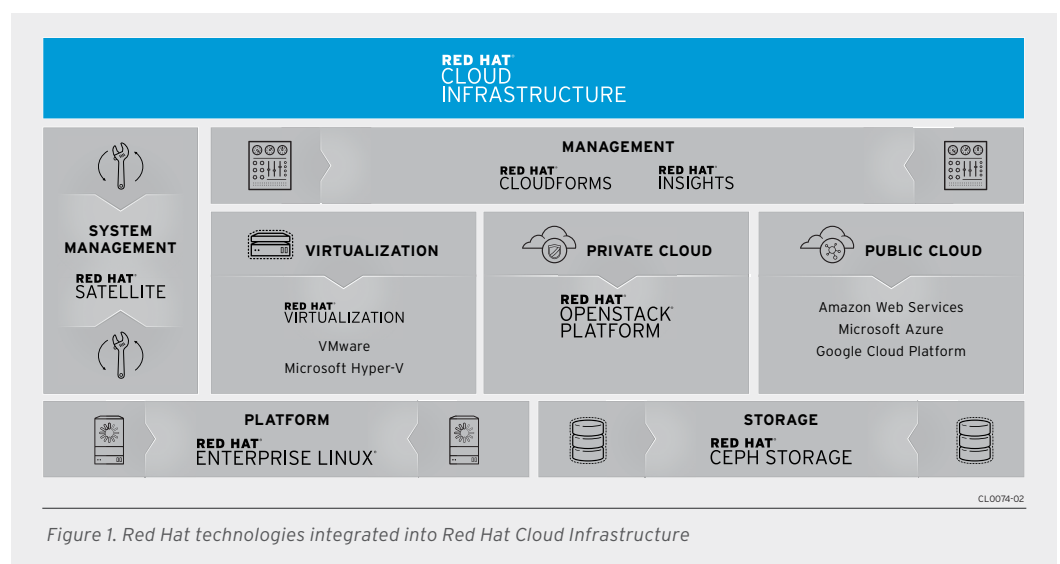 RED HAT®
CLOUD
INFRASTRUCTURE
SYSTEM
MANAGEMENT
RED HAT®
SATELLITE
MANAGEMENT
RED HAT®
CLOUDFORMS
RED HAT®
INSIGHTS
VIRTUALIZATION
RED HAT®
VIRTUALIZATION
VMware
Microsoft Hyper-V
PRIVATE CLOUD
RED HAT®
OPENSTACK®
PLATFORM
PUBLIC CLOUD
Amazon Web Services
Microsoft Azure
Google Cloud Platform
PLATFORM
RED HAT®
ENTERPRISE LINUX®
STORAGE
RED HAT®
CEPH STORAGE
CL0074-02
Figure 1. Red Hat technologies integrated into Red Hat Cloud Infrastructure